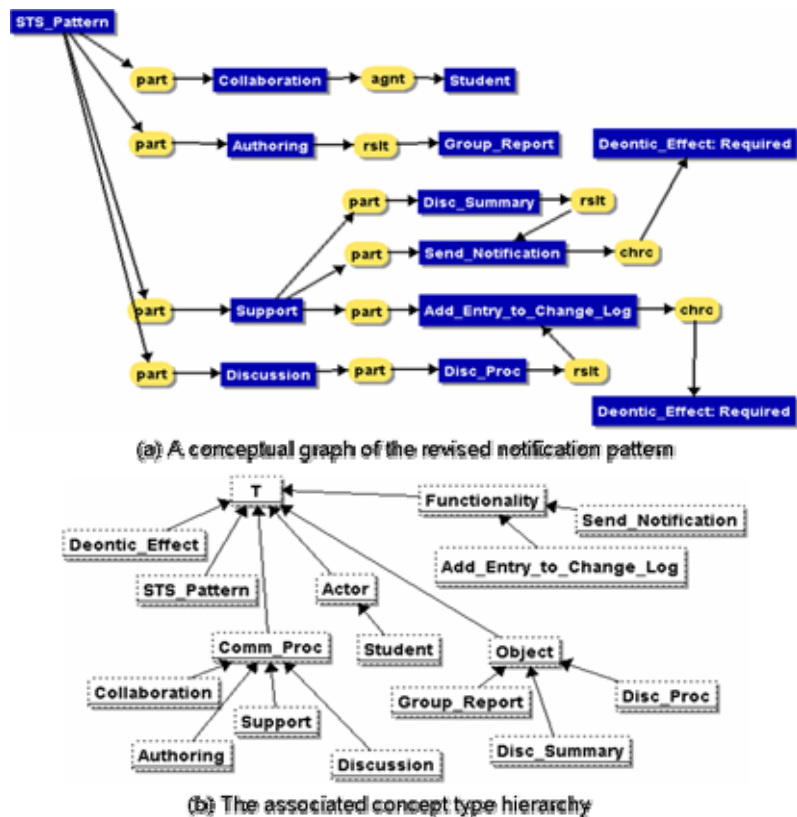 STS_Pattern
part Collaboration agnt Student
part Authoring rslt Group_Report Deontic_Effect: Required
part Disc_Summary rslt
part Send_Notification chrc
part Support part Add_Entry_to_Change_Log chrc
part Discussion part Disc_Proc rslt
Deontic_Effect: Required
(a) A conceptual graph of the revised notification pattern
T Functionality
Send_Notification
Deontic_Effect
Add_Entry_to_Change_Log
STS_Pattern Actor
Comm_Proc Student Object
Collaboration Group_Report Disc_Proc
Support
Authoring Discussion Disc_Summary
(b) The associated concept type hierarchy